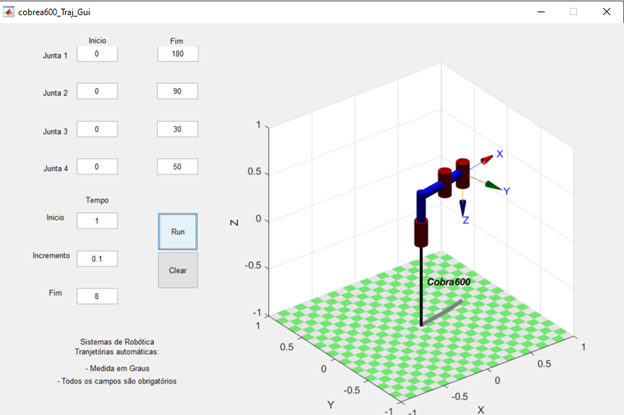 cobrea600_Traj_Gui
Inicio Fim
Junta 1 0 180
Junta 2 0 90
Junta 3 0 30
Junta 4 0 50
Tempo
Inicio 1
Run
Incremento 0.1
Clear
Fim 8
Sistemas de Robótica
Tranjetórias automáticas:
- Medida em Graus
- Todos os campos são obrigatórios
1
0.5
0
-0.5
-1
Z
X
Y
Z
Cobra600
1
0.5
0
-0.5
-1
Y
-1
-0.5
0
0.5
1
X